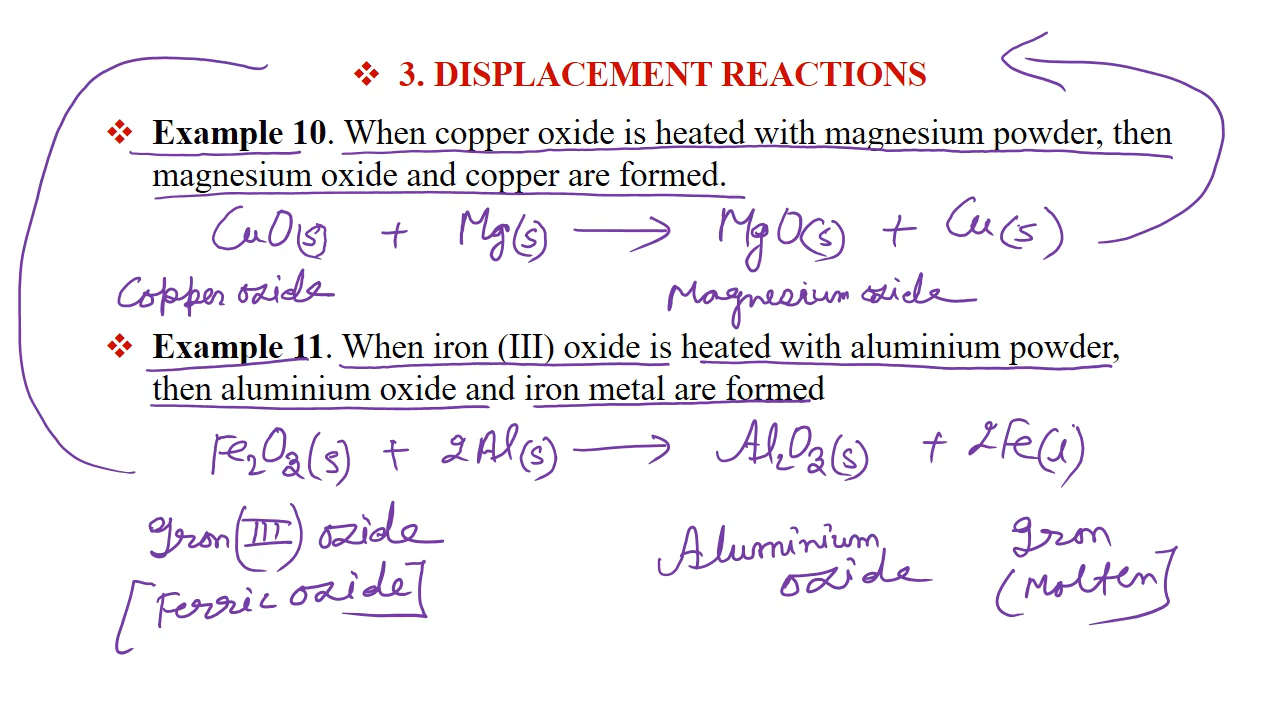 ❖ 3. DISPLACEMENT REACTIONS
❖ Example 10. When copper oxide is heated with magnesium powder, then
magnesium oxide and copper are formed.
CuO(s) + Mg(s) ⟶ MgO(s) + Cu(s)
Copper oxide Magnesium oxide
❖ Example 11. When iron (III) oxide is heated with aluminium powder,
then aluminium oxide and iron metal are formed
Fe₂O₃(s) + 2Al(s) ⟶ Al₂O₃(s) + 2Fe(l)
Iron (III) oxide Aluminium oxide Iron
[Ferric oxide] (Molten]